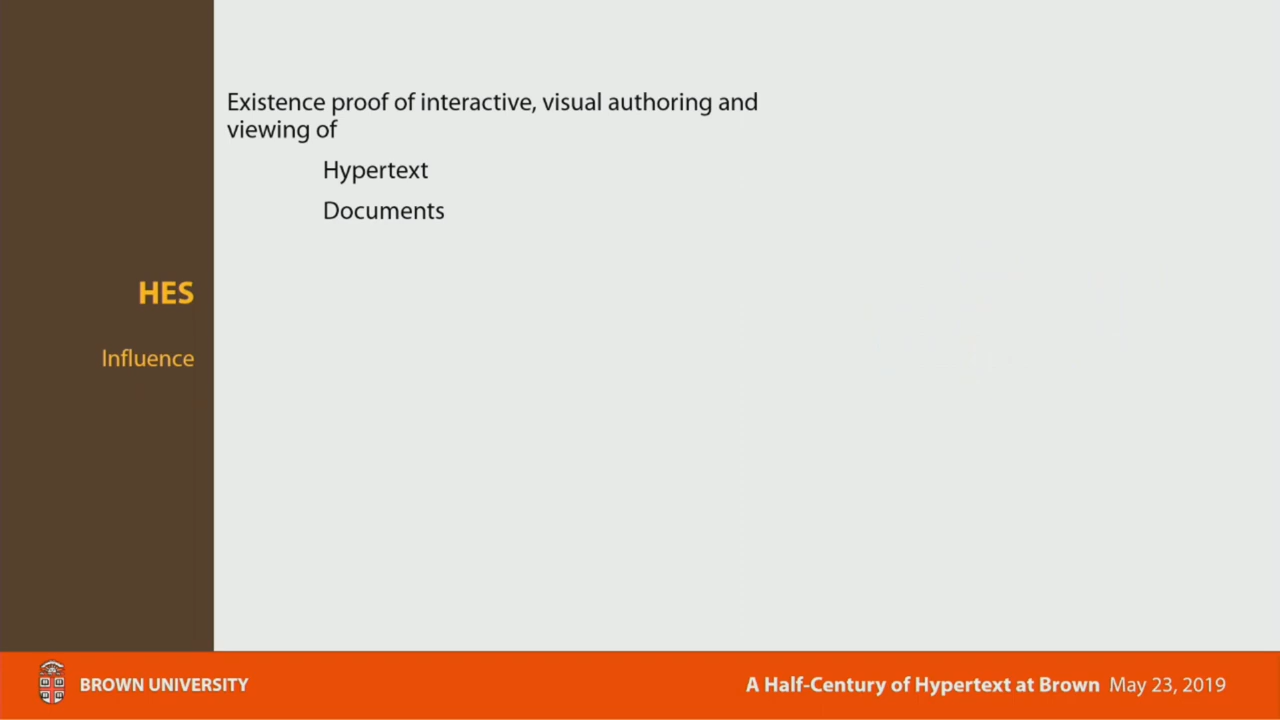 Existence proof of interactive, visual authoring and
viewing of
Hypertext
Documents
HES
Influence
BROWN UNIVERSITY
A Half-Century of Hypertext at Brown May 23, 2019